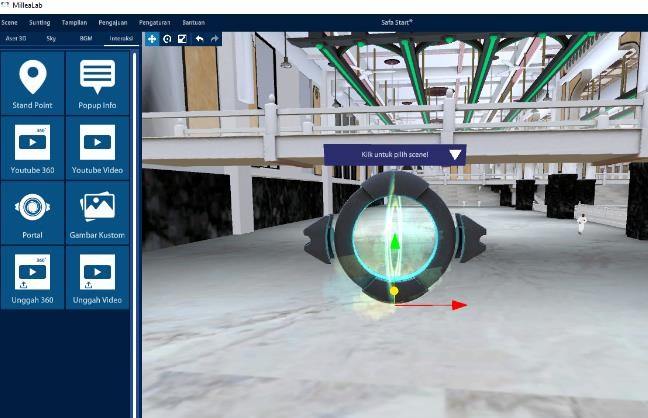 MilleaLab
Scene Sunting Tampilan Pengajuan Pengaturan Bantuan Safa Start*
Aset 3D Sky BGM Interaksi
Stand Point Popup Info
Klik untuk pilih scene!
360°
Youtube 360 Youtube Video
Portal Gambar Kustom
360°
Unggah 360 Unggah Video